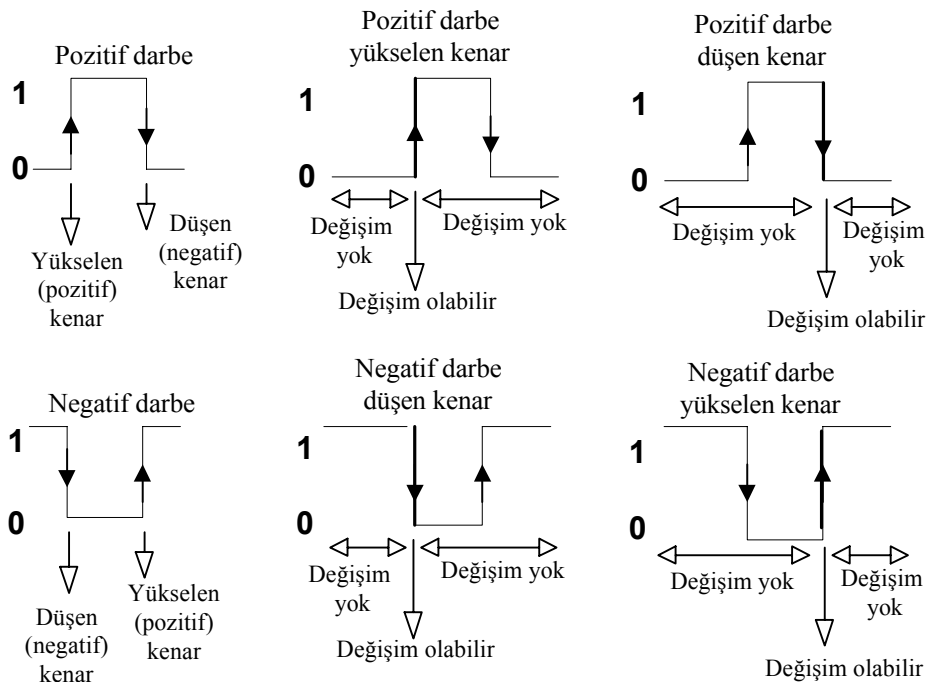 Pozitif darbe
1
0
Yükselen
(pozitif)
kenar
Düşen
(negatif)
kenar
Pozitif darbe
yükselen kenar
1
0
Değişim
yok
Değişim yok
Değişim olabilir
Pozitif darbe
düşen kenar
1
0
Değişim yok
Değişim
yok
Değişim olabilir
Negatif darbe
1
0
Düşen
(negatif)
kenar
Yükselen
(pozitif)
kenar
Negatif darbe
düşen kenar
1
0
Değişim
yok
Değişim yok
Değişim olabilir
Negatif darbe
yükselen kenar
1
0
Değişim yok
Değişim
yok
Değişim olabilir